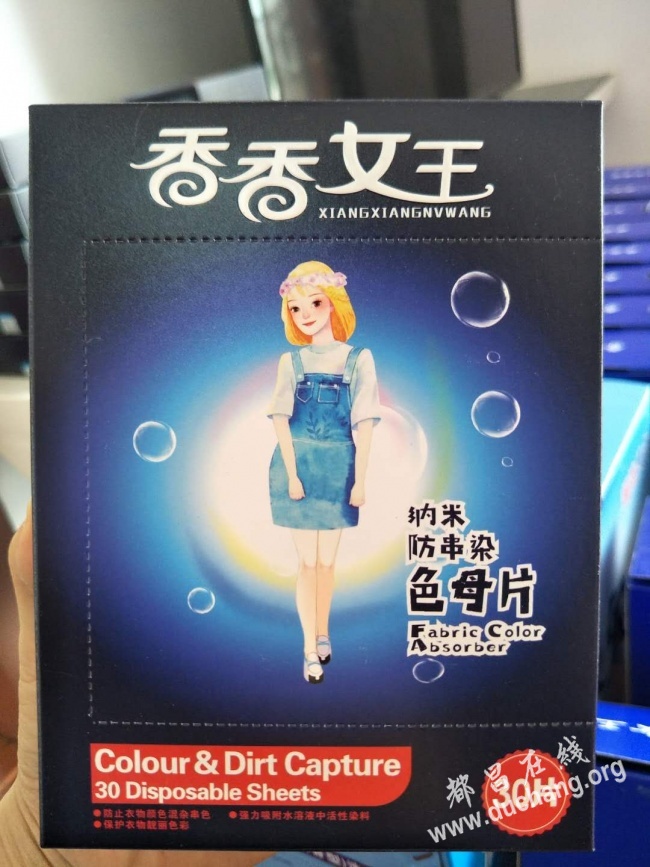 香香女王
XIANGXIANGNVWANG
纳米
防串染
色母片
Fabric Color
Absorber
Colour & Dirt Capture
30 Disposable Sheets
●防止衣物颜色混杂串色 ●强力吸附水溶液中活性染料
●保护衣物靓丽色彩
30件
都昌在线
www.duchang.org